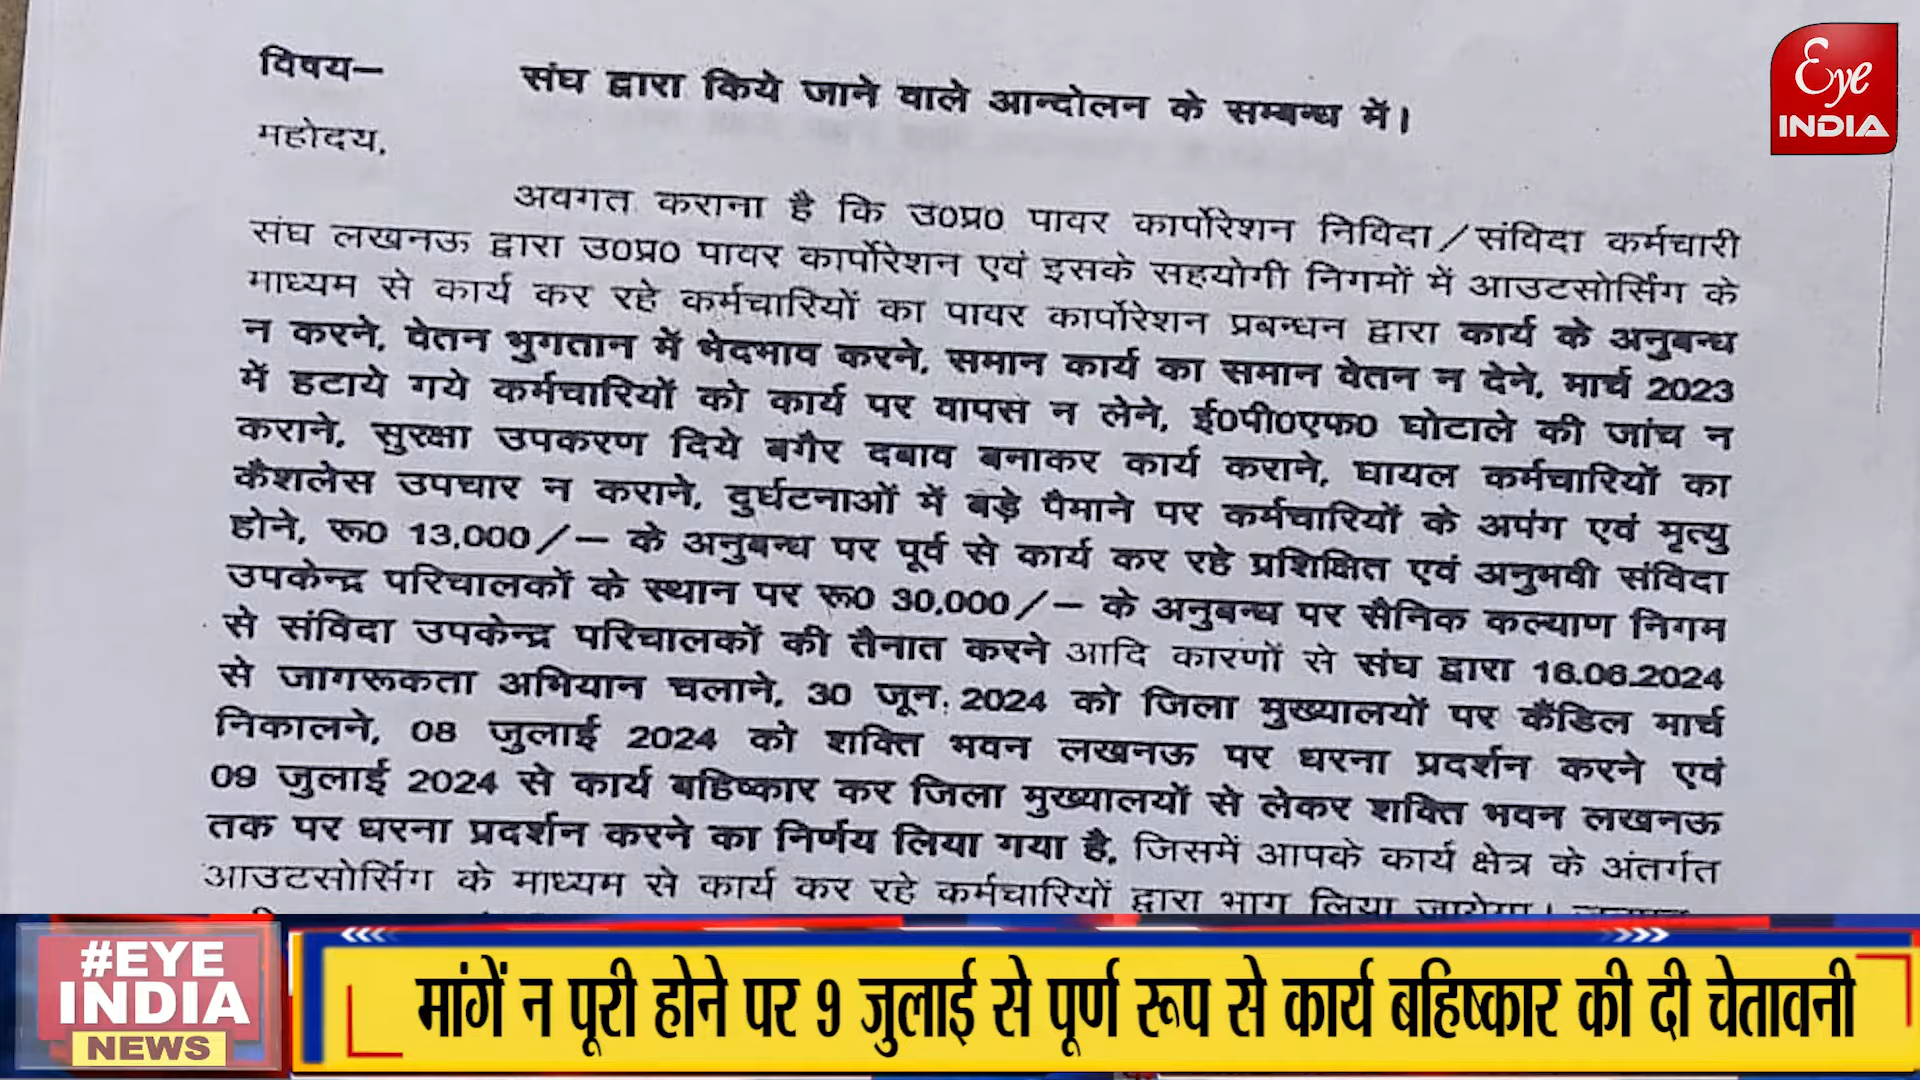 Eye
INDIA
विषय– संघ द्वारा किये जाने वाले आन्दोलन के सम्बन्ध में।
महोदय,
अवगत कराना है कि उ0प्र0 पावर कार्पोरेशन निविदा/संविदा कर्मचारी
संघ लखनऊ द्वारा उ0प्र0 पावर कार्पोरेशन एवं इसके सहयोगी निगमों में आउटसोर्सिंग के
माध्यम से कार्य कर रहे कर्मचारियों का पावर कार्पोरेशन प्रबन्धन द्वारा कार्य के अनुबन्ध
न करने, वेतन भुगतान में भेदभाव करने, समान कार्य का समान वेतन न देने, मार्च 2023
में हटाये गये कर्मचारियों को कार्य पर वापस न लेने, ई0पी0एफ0 घोटाले की जांच न
कराने, सुरक्षा उपकरण दिये बगैर दबाव बनाकर कार्य कराने, घायल कर्मचारियों का
कैशलेस उपचार न कराने, दुर्घटनाओं में बड़े पैमाने पर कर्मचारियों के अपंग एवं मृत्यु
होने, रू0 13,000/– के अनुबन्ध पर पूर्व से कार्य कर रहे प्रशिक्षित एवं अनुभवी संविदा
उपकेन्द्र परिचालकों के स्थान पर रू0 30,000/– के अनुबन्ध पर सैनिक कल्याण निगम
से संविदा उपकेन्द्र परिचालकों की तैनात करने आदि कारणों से संघ द्वारा 16.06.2024
से जागरूकता अभियान चलाने, 30 जून, 2024 को जिला मुख्यालयों पर कैंडिल मार्च
निकालने, 08 जुलाई 2024 को शक्ति भवन लखनऊ पर धरना प्रदर्शन करने एवं
09 जुलाई 2024 से कार्य बहिष्कार कर जिला मुख्यालयों से लेकर शक्ति भवन लखनऊ
तक पर धरना प्रदर्शन करने का निर्णय लिया गया है, जिसमें आपके कार्य क्षेत्र के अंतर्गत
आउटसोर्सिंग के माध्यम से कार्य कर रहे कर्मचारियों द्वारा भाग लिया जायेगा।
#EYE
INDIA
NEWS
मांगें न पूरी होने पर 9 जुलाई से पूर्ण रूप से कार्य बहिष्कार की दी चेतावनी